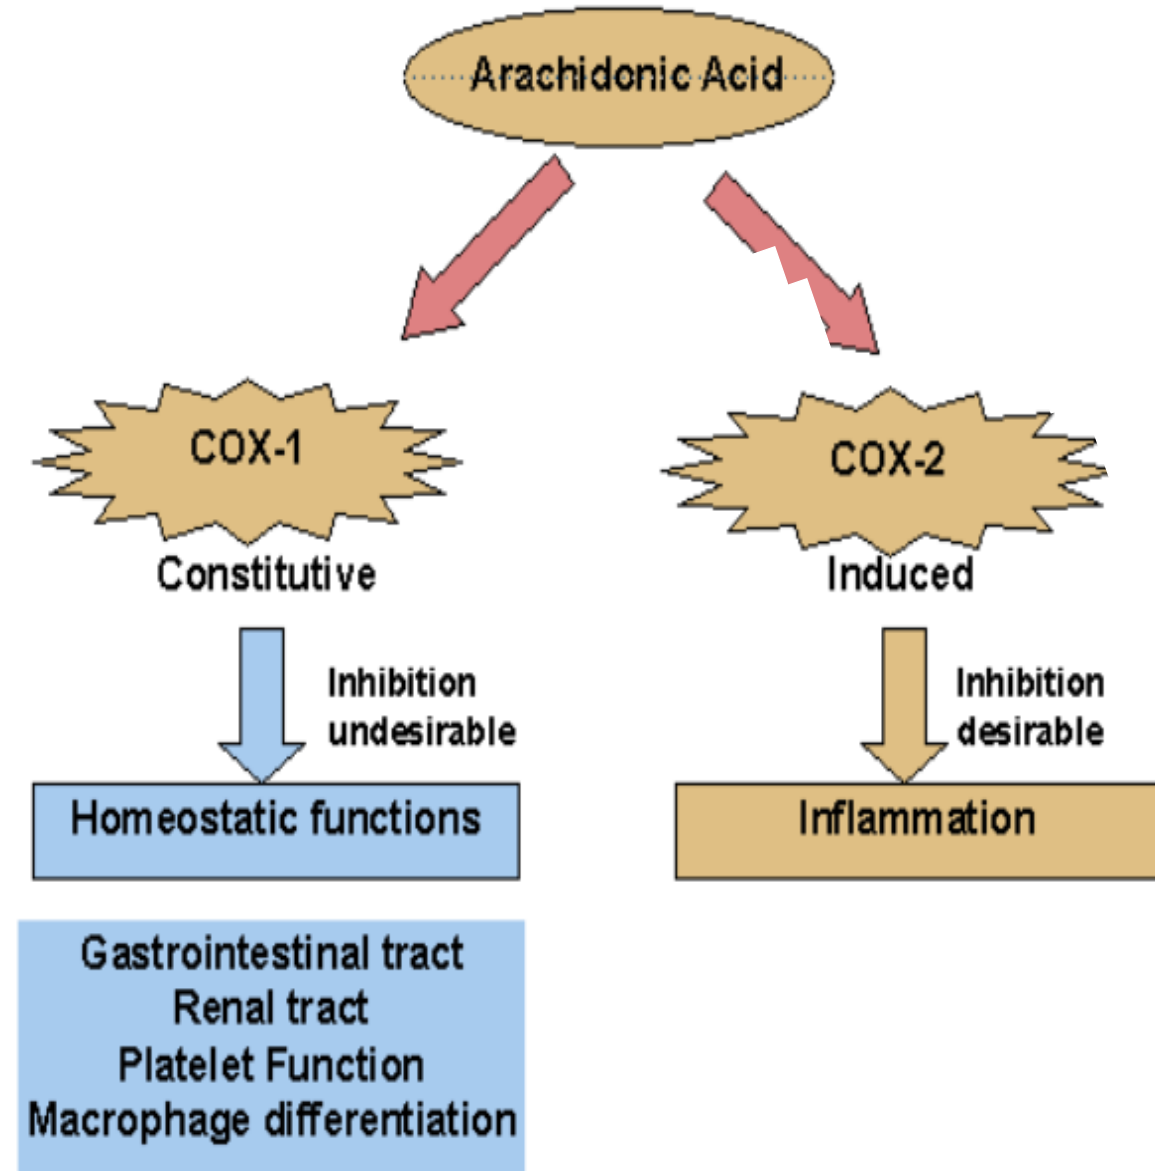 Arachidonic Acid
COX-1
COX-2
Constitutive
Induced
Inhibition
undesirable
Inhibition
desirable
Homeostatic functions
Inflammation
Gastrointestinal tract
Renal tract
Platelet Function
Macrophage differentiation